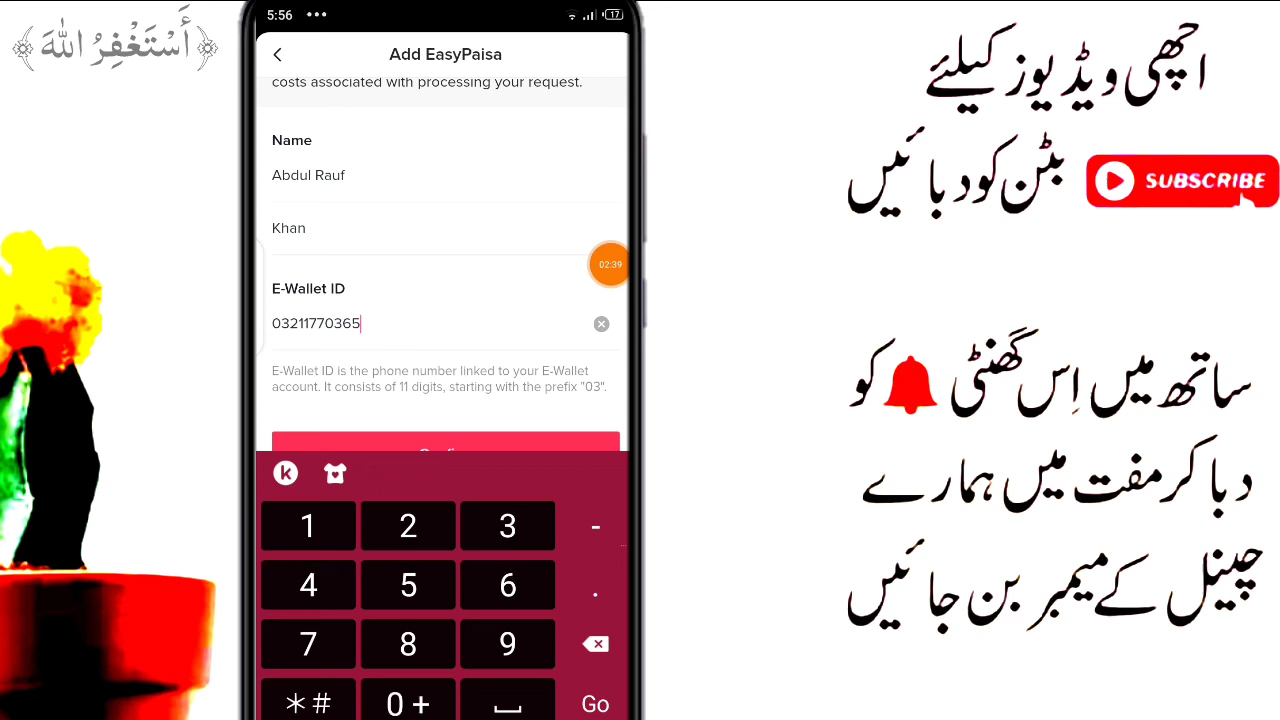 ﴿أَسْتَغْفِرُ اللّٰهَ﴾
5:56 •••
17
Add EasyPaisa
costs associated with processing your request.
Name
Abdul Rauf
Khan
02:39
E-Wallet ID
03211770365
E-Wallet ID is the phone number linked to your E-Wallet
account. It consists of 11 digits, starting with the prefix "03".
k
1 2 3 -
4 5 6 .
7 8 9
*# 0 + Go
اچھی ویڈیوز کیلئے
بٹن کو دبائیں
SUBSCRIBE
ساتھ میں اِس گھنٹی کو
دبا کر مفت میں ہمارے
چینل کے میمبر بن جائیں